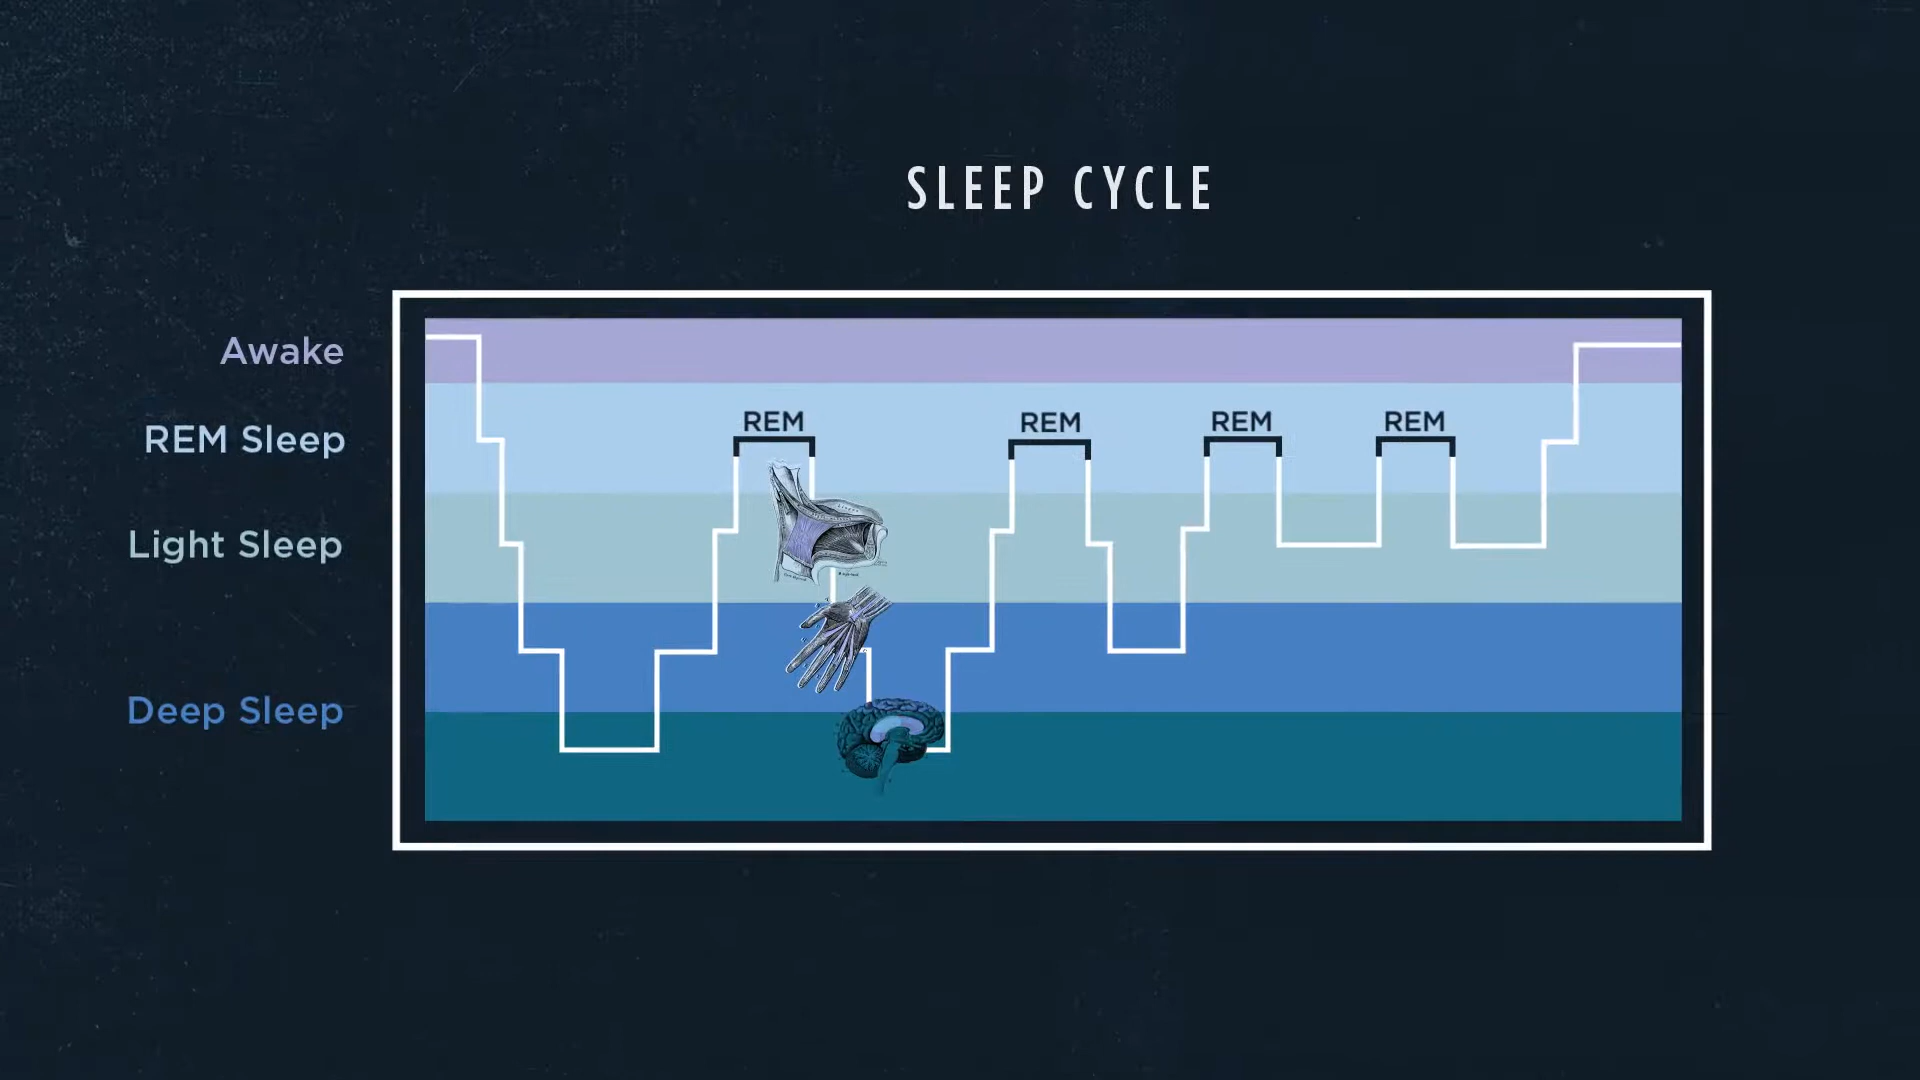 SLEEP CYCLE
Awake
REM Sleep
Light Sleep
Deep Sleep
REM
REM
REM
REM